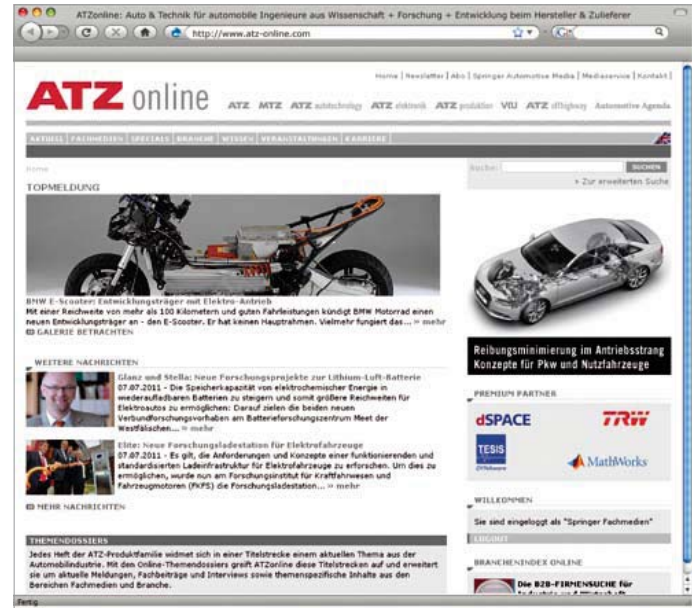 ATZonline: Auto & Technik für automobile Ingenieure aus Wissenschaft + Forschung + Entwicklung beim Hersteller & Zulieferer
http://www.atz-online.com
Home | Newsletter | Abo | Springer Automotive Media | Mediaservice | Kontakt |
ATZ online
ATZ MTZ ATZ autotechnology ATZ elektronik ATZ produktion VfU ATZ offhighway Automotive Agenda
AKTUELL | FACHMEDIEN | SPECIALS | BRANCHE | WISSEN | VERANSTALTUNGEN | KARRIERE |
home
Suche: SUCHEN
» Zur erweiterten Suche
TOPMELDUNG
BMW E-Scooter: Entwicklungsträger mit Elektro-Antrieb
Mit einer Reichweite von mehr als 100 Kilometern und guten Fahrleistungen kündigt BMW Motorrad einen
neuen Entwicklungsträger an - den E-Scooter. Er hat keinen Hauptrahmen. Vielmehr fungiert das... » mehr
GALERIE BETRACHTEN
WEITERE NACHRICHTEN
Glanz und Stella: Neue Forschungsprojekte zur Lithium-Luft-Batterie
07.07.2011 - Die Speicherkapazität von elektrochemischer Energie in
wiederaufladbaren Batterien zu steigern und somit größere Reichweiten für
Elektroautos zu ermöglichen: Darauf zielen die beiden neuen
Verbundforschungsvorhaben am Batterieforschungszentrum Meet der
Westfälischen... » mehr
Elite: Neue Forschungsladestation für Elektrofahrzeuge
07.07.2011 - Es gilt, die Anforderungen und Konzepte einer funktionierenden und
standardisierten Ladeinfrastruktur für Elektrofahrzeuge zu erforschen. Um dies zu
ermöglichen, wurde nun am Forschungsinstitut für Kraftfahrwesen und
Fahrzeugmotoren (FKFS) die Forschungsladestation... » mehr
MEHR NACHRICHTEN
THEMENDOSSIERS
Jedes Heft der ATZ-Produktfamilie widmet sich in einer Titelstrecke einem aktuellen Thema aus der
Automobilindustrie. Mit den Online-Themendossiers greift ATZonline diese Titelstrecken auf und erweitert
sie um aktuelle Meldungen, Fachbeiträge und Interviews sowie themenspezifische Inhalte aus den
Bereichen Fachmedien und Branche.
Reibungsminimierung im Antriebsstrang
Konzepte für Pkw und Nutzfahrzeuge
PREMIUM PARTNER
dSPACE TRW
TESIS
DYNAware
MathWorks
WILLKOMMEN
Sie sind eingeloggt als "Springer Fachmedien"
LOGOUT
BRANCHENINDEX ONLINE
Die B2B-FIRMENSUCHE für
Industrie und Wirtschaft
Fertig